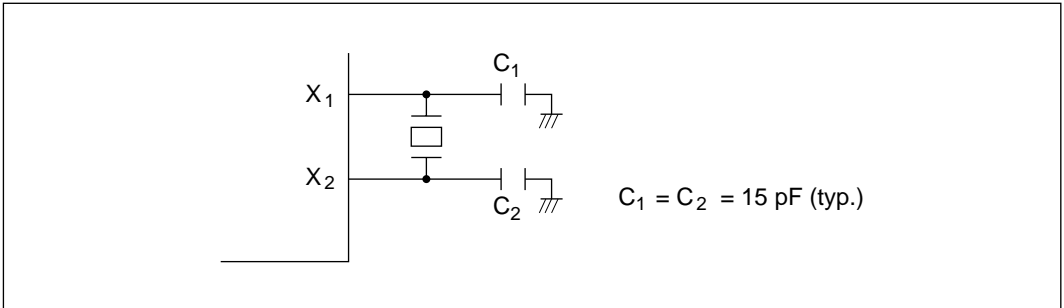 C1
X1
X2
C2
C1 = C2 = 15 pF (typ.)